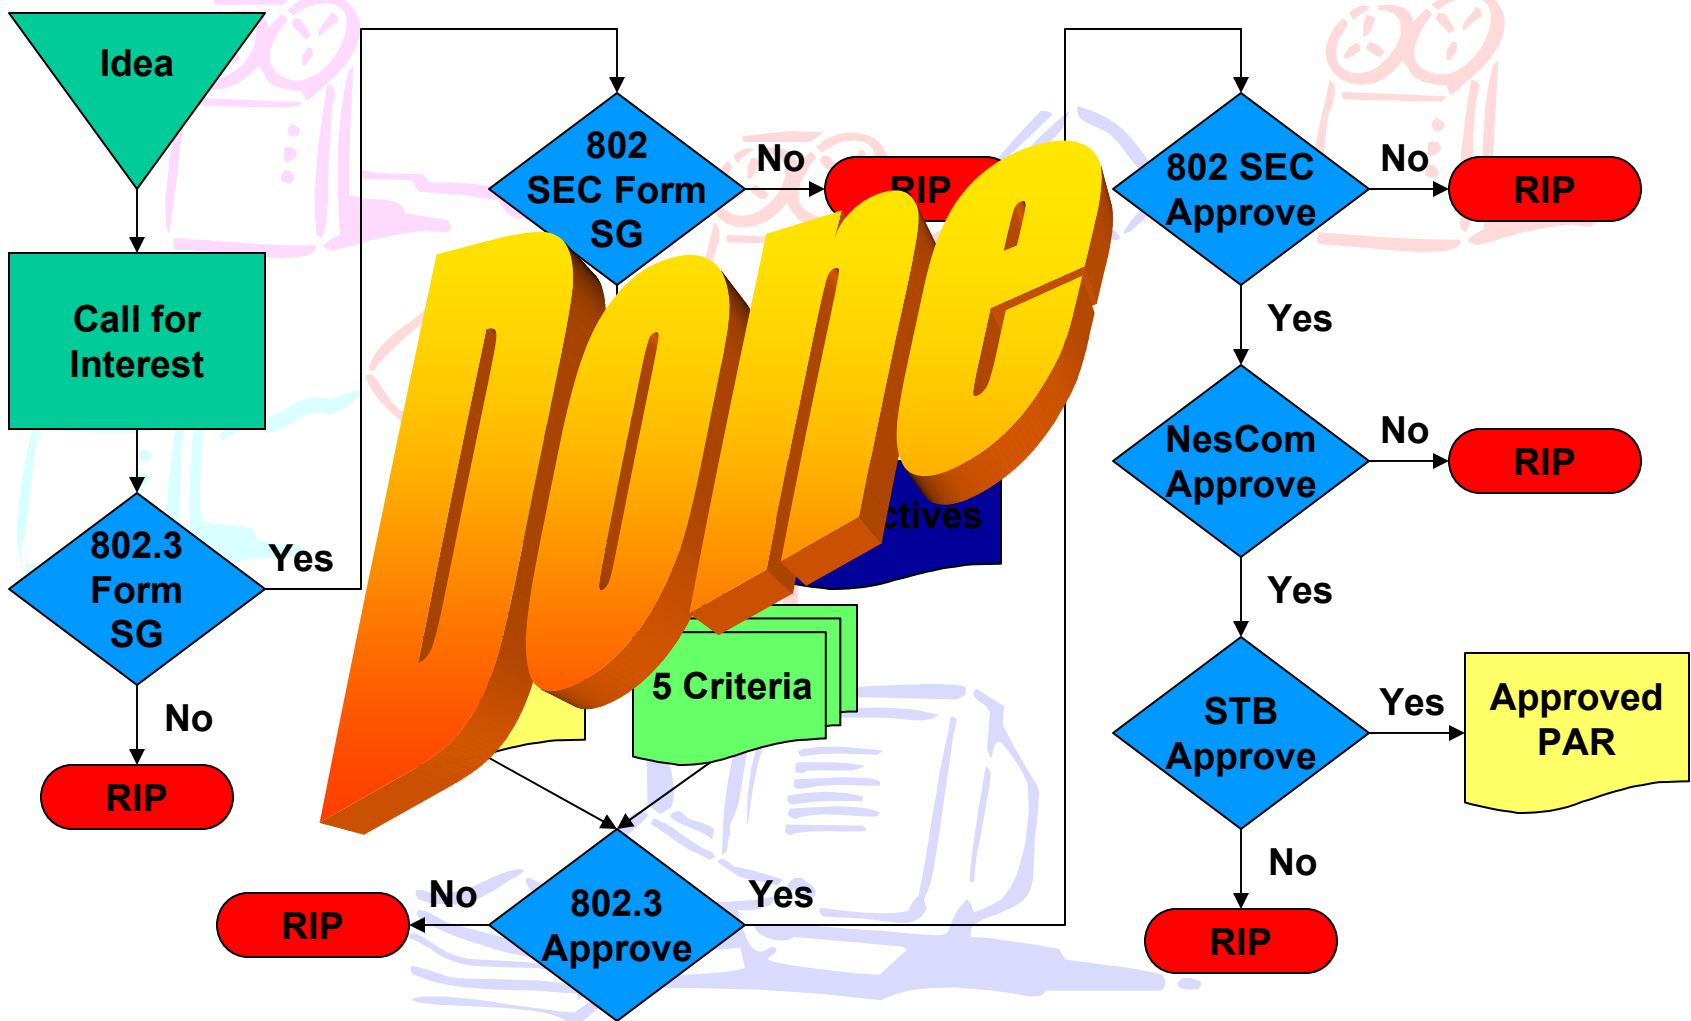 Idea
Call for
Interest
802.3
Form
SG
Yes
No
RIP
802
SEC Form
SG
No
RIP
Done
ctives
5 Criteria
802.3
Approve
No
RIP
Yes
802 SEC
Approve
No
RIP
Yes
NesCom
Approve
No
RIP
Yes
STB
Approve
Yes
Approved
PAR
No
RIP